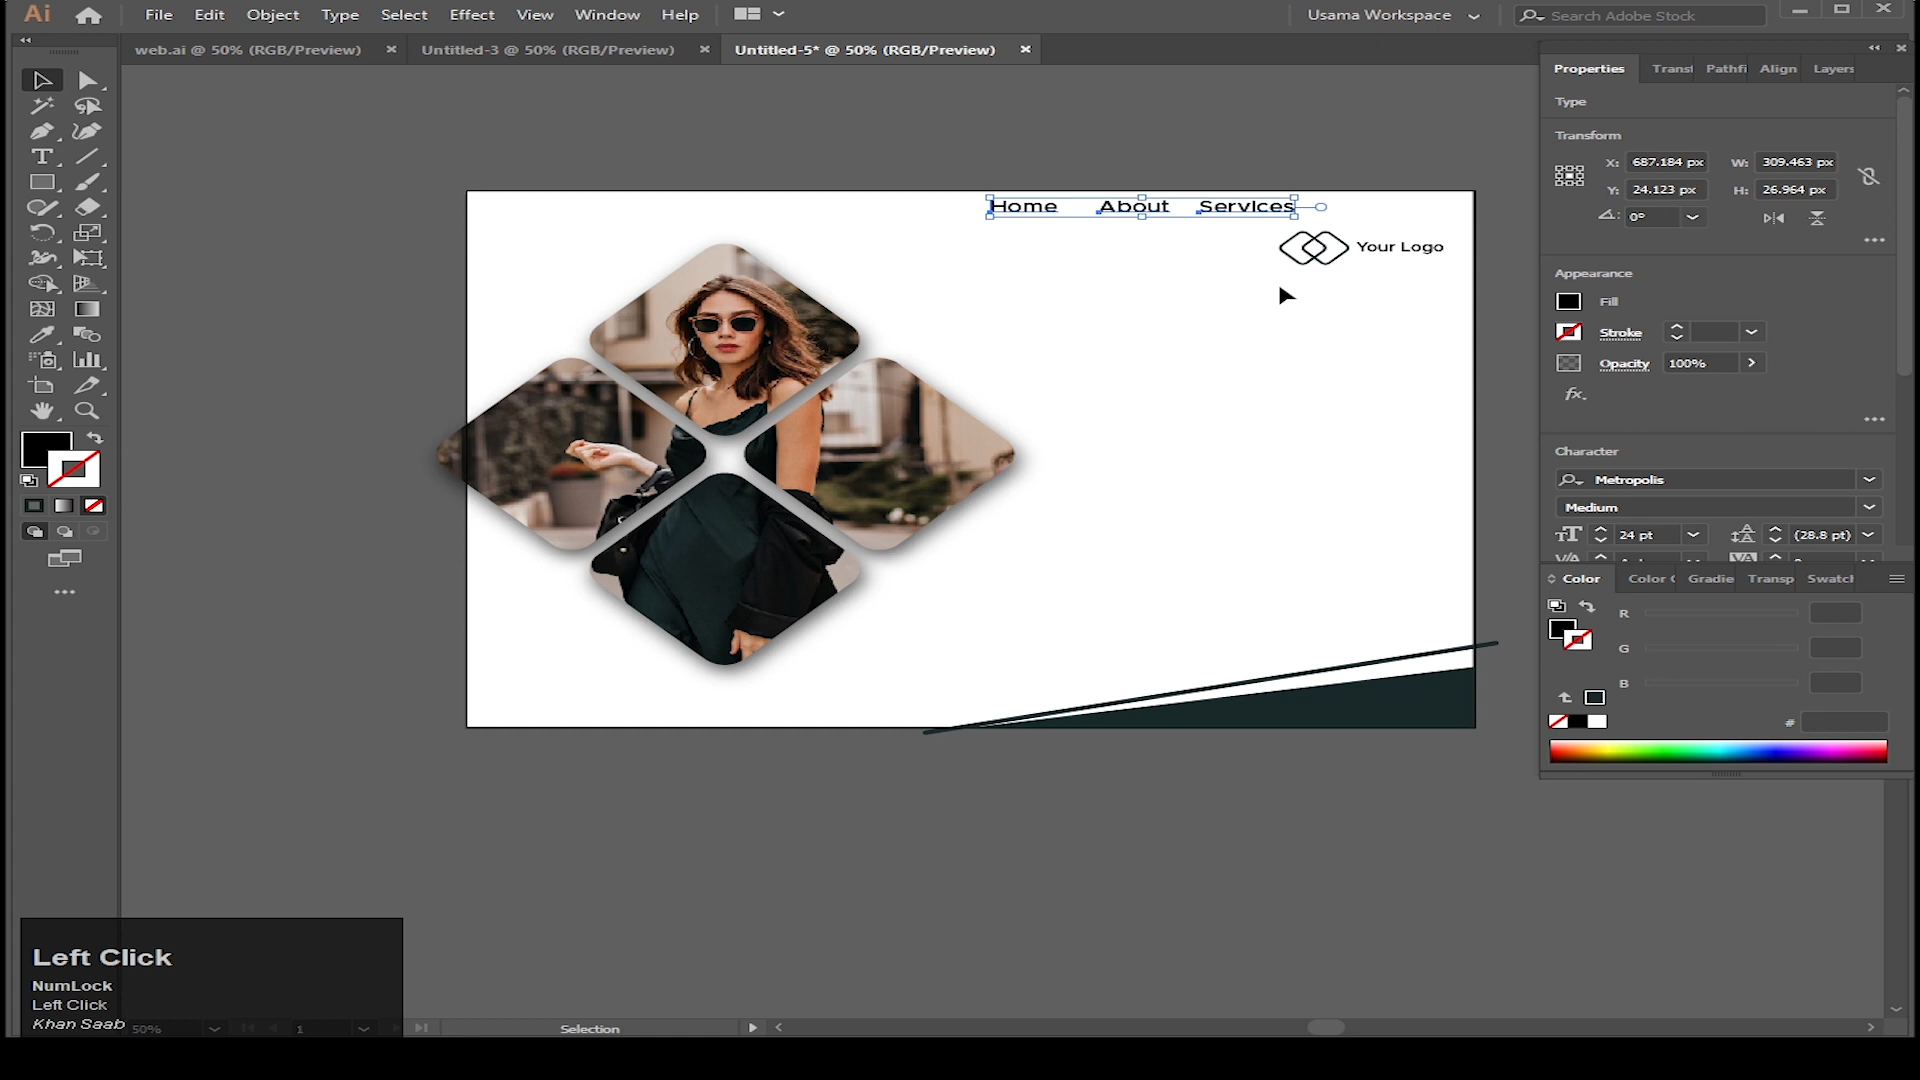 Ai File Edit Object Type Select Effect View Window Help Usama Workspace Search Adobe Stock
web.ai @ 50% (RGB/Preview) × Untitled-3 @ 50% (RGB/Preview) × Untitled-5* @ 50% (RGB/Preview) ×
Properties Transf Pathfi Align Layers
Type
Transform
X: 687.184 px W: 309.463 px
Y: 24.123 px H: 26.964 px
0°
Home About Services
Your Logo
Appearance
Fill
Stroke
Opacity 100%
fx.
Character
Metropolis
Medium
24 pt (28.8 pt)
Color Color Gradie Transp Swatch
R
G
B
#
Left Click
NumLock
Left Click
Khan Saab 50% 1 Selection